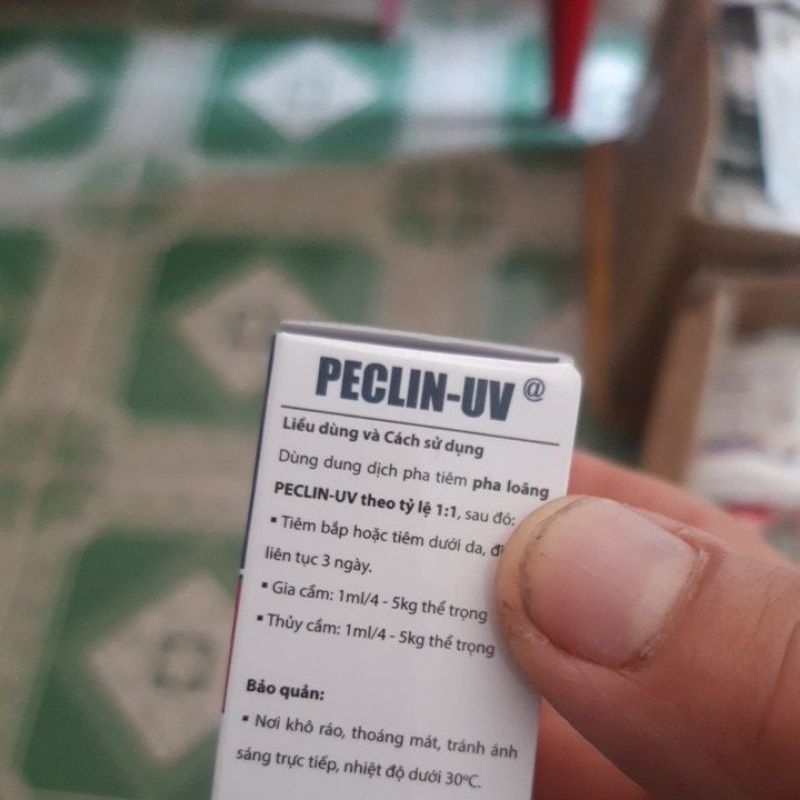 PECLIN-UV @
Liều dùng và Cách sử dụng
Dùng dung dịch pha tiêm pha loãng
PECLIN-UV theo tỷ lệ 1:1, sau đó:
▪ Tiêm bắp hoặc tiêm dưới da,
liên tục 3 ngày.
▪ Gia cầm: 1ml/4 - 5kg thể trọng
▪ Thủy cầm: 1ml/4 - 5kg thể trọng
Bảo quản:
▪ Nơi khô ráo, thoáng mát, tránh ánh
sáng trực tiếp, nhiệt độ dưới 30ºC.